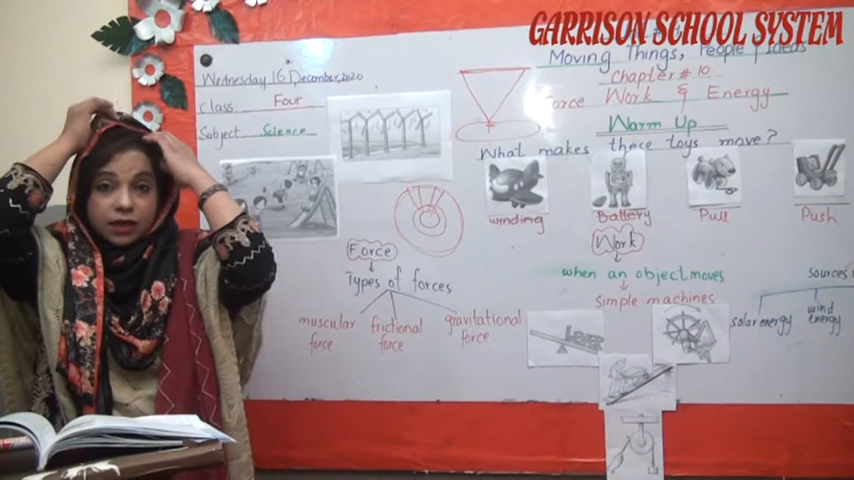 GARRISON SCHOOL SYSTEM
Moving Things, People & Ideas
Wednesday 16 December, 2020
Chapter # 10
Class: Four
Force Work & Energy
Subject Science
Warm Up
What makes these toys move?
winding
Battery
Pull
Push
Force
Work
Types of forces
when an object moves
Sources
simple machines
muscular force
frictional force
gravitational force
solar energy
wind energy
LEVER